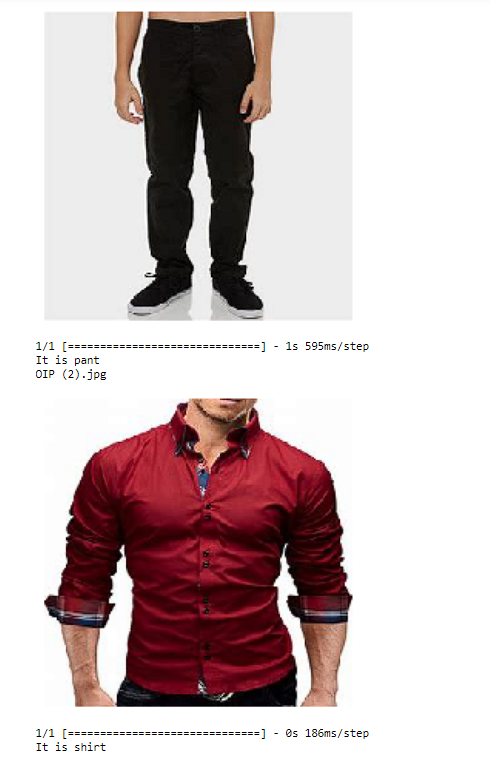 1/1 [==============================] - 1s 595ms/step
It is pant
OIP (2).jpg
1/1 [==============================] - 0s 186ms/step
It is shirt